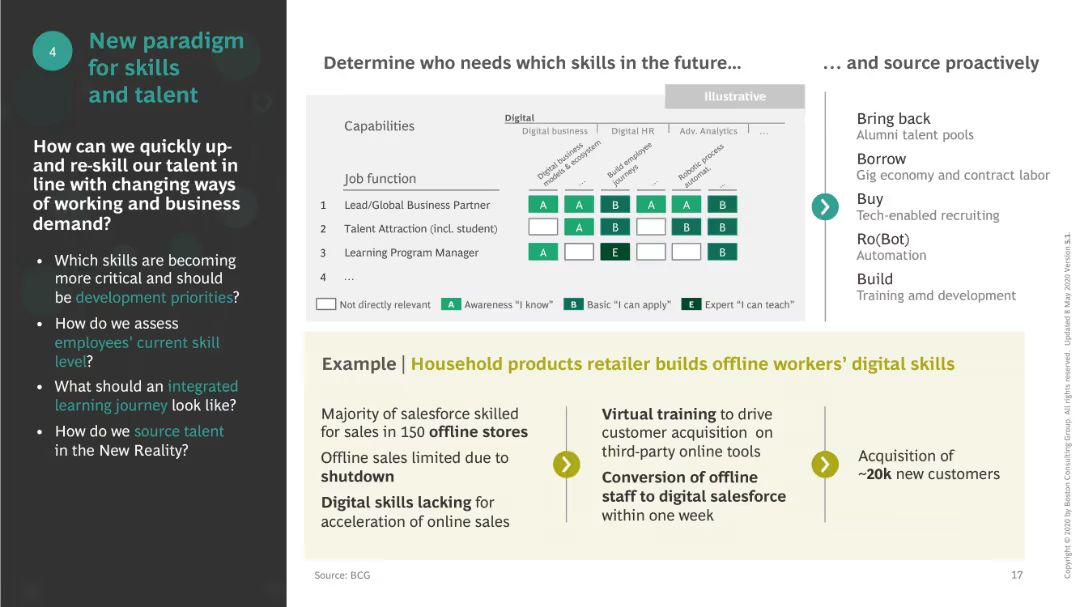 4
New paradigm
for skills
and talent
How can we quickly up-
and re-skill our talent in
line with changing ways
of working and business
demand?
• Which skills are becoming
more critical and should
be development priorities?
• How do we assess
employees' current skill
level?
• What should an integrated
learning journey look like?
• How do we source talent
in the New Reality?
Determine who needs which skills in the future…
Illustrative
Capabilities
Digital
Digital business
Digital HR
Adv. Analytics
…
Digital business
models & ecosystem
…
Build employee
journeys
…
Robotic process
automat.
…
Job function
1 Lead/Global Business Partner A A B A A B
2 Talent Attraction (incl. student) A B B B
3 Learning Program Manager A E B
4 …
Not directly relevant A Awareness "I know" B Basic "I can apply" E Expert "I can teach"
… and source proactively
Bring back
Alumni talent pools
Borrow
Gig economy and contract labor
Buy
Tech-enabled recruiting
Ro(Bot)
Automation
Build
Training amd development
Example | Household products retailer builds offline workers' digital skills
Majority of salesforce skilled
for sales in 150 offline stores
Offline sales limited due to
shutdown
Digital skills lacking for
acceleration of online sales
Virtual training to drive
customer acquisition on
third-party online tools
Conversion of offline
staff to digital salesforce
within one week
Acquisition of
~20k new customers
Source: BCG
17
Copyright © 2020 by Boston Consulting Group. All rights reserved. Updated 8 May 2020 Version 5.1.